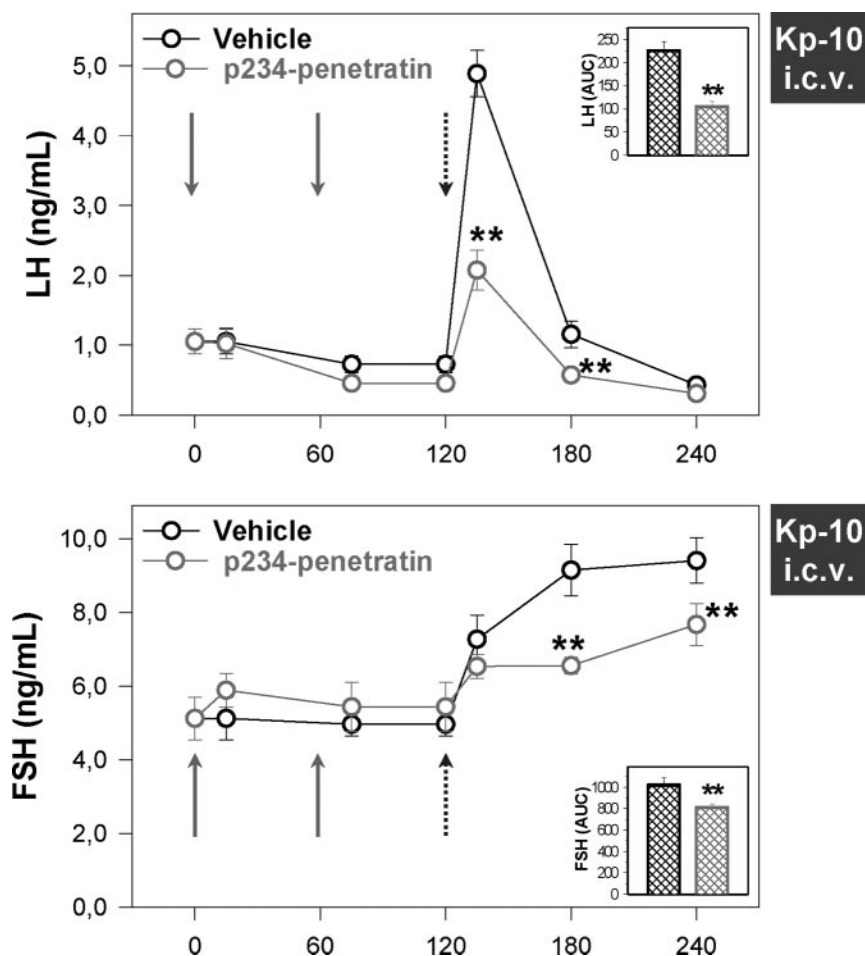 Vehicle
p234-penetratin
Kp-10
i.c.v.
LH (ng/mL)
5,0
4,0
3,0
2,0
1,0
0,0
**
**
LH (AUC)
250
200
150
100
50
0
**
0 60 120 180 240
Vehicle
p234-penetratin
Kp-10
i.c.v.
FSH (ng/mL)
10,0
8,0
6,0
4,0
2,0
0,0
**
**
FSH (AUC)
1000
800
600
400
200
0
**
0 60 120 180 240